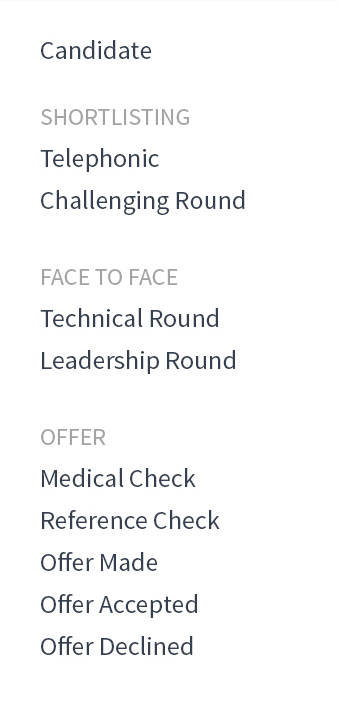 Candidate
SHORTLISTING
Telephonic
Challenging Round
FACE TO FACE
Technical Round
Leadership Round
OFFER
Medical Check
Reference Check
Offer Made
Offer Accepted
Offer Declined